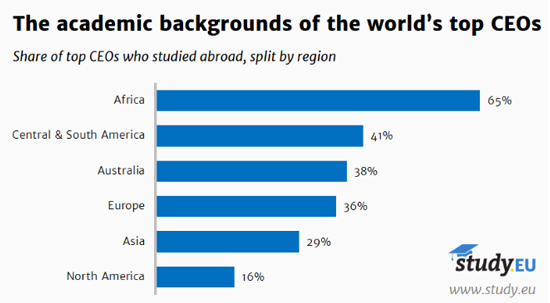 The academic backgrounds of the world's top CEOs
Share of top CEOs who studied abroad, split by region
Africa 65%
Central & South America 41%
Australia 38%
Europe 36%
Asia 29%
North America 16%
study.EU
www.study.eu